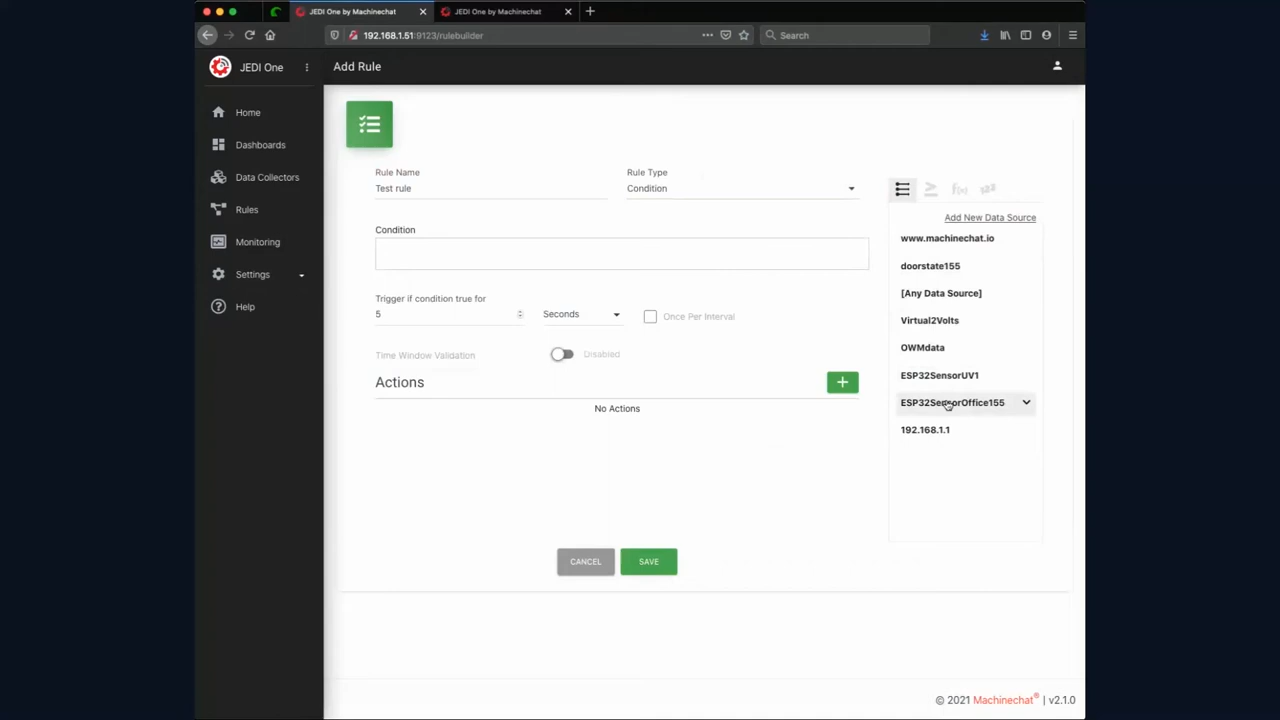 JEDI One by Machinechat
JEDI One by Machinechat
192.168.1.51:9123/rulebuilder
Search
JEDI One
Add Rule
Home
Dashboards
Data Collectors
Rules
Monitoring
Settings
Help
Rule Name
Test rule
Rule Type
Condition
Condition
Trigger if condition true for
5
Seconds
Once Per Interval
Time Window Validation
Disabled
Actions
No Actions
CANCEL
SAVE
f(x)
Add New Data Source
www.machinechat.io
doorstate155
[Any Data Source]
Virtual2Volts
OWMdata
ESP32SensorUV1
ESP32SensorOffice155
192.168.1.1
© 2021 Machinechat® | v2.1.0